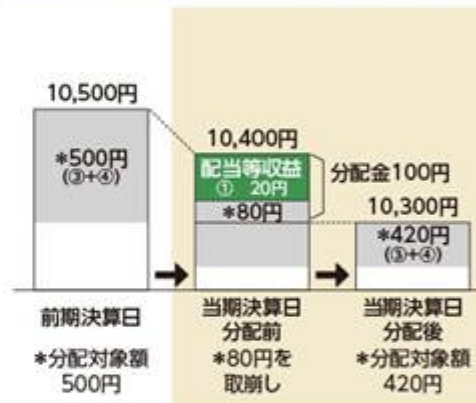 10,500円
*500円
(③+④)
10,400円
配当等収益
① 20円
*80円
分配金100円
10,300円
*420円
(③+④)
前期決算日
*分配対象額
500円
当期決算日
分配前
*80円を
取崩し
当期決算日
分配後
*分配対象額
420円